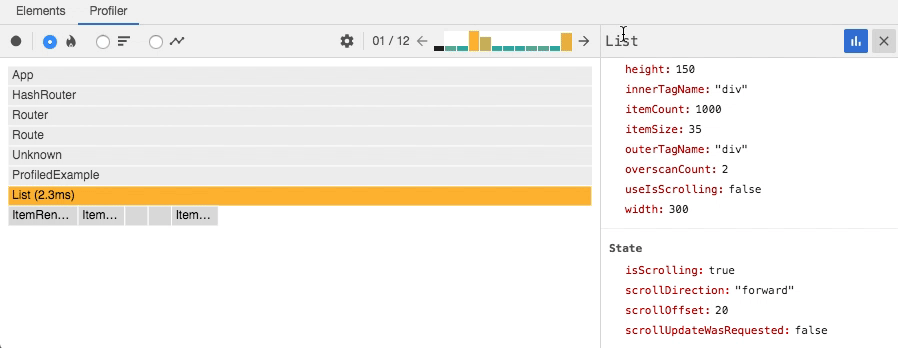 Elements Profiler
01 / 12
List
App
HashRouter
Router
Route
Unknown
ProfiledExample
List (2.3ms)
ItemRen... Item... Item...
height: 150
innerTagName: "div"
itemCount: 1000
itemSize: 35
outerTagName: "div"
overscanCount: 2
useIsScrolling: false
width: 300
State
isScrolling: true
scrollDirection: "forward"
scrollOffset: 20
scrollUpdateWasRequested: false